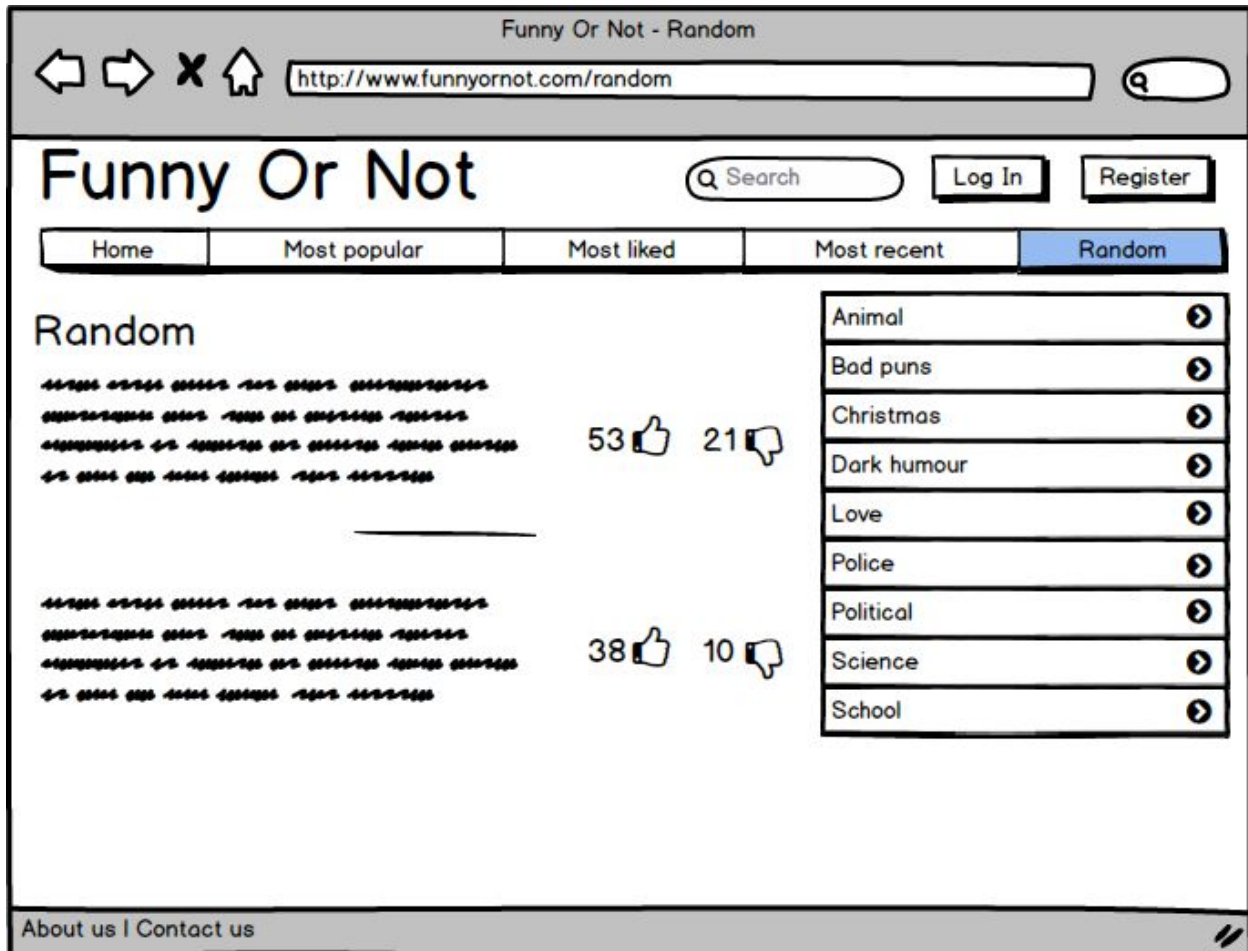 Funny Or Not - Random
http://www.funnyornot.com/random
Funny Or Not
Search
Log In
Register
Home
Most popular
Most liked
Most recent
Random
Random
53
21
38
10
Animal
Bad puns
Christmas
Dark humour
Love
Police
Political
Science
School
About us | Contact us